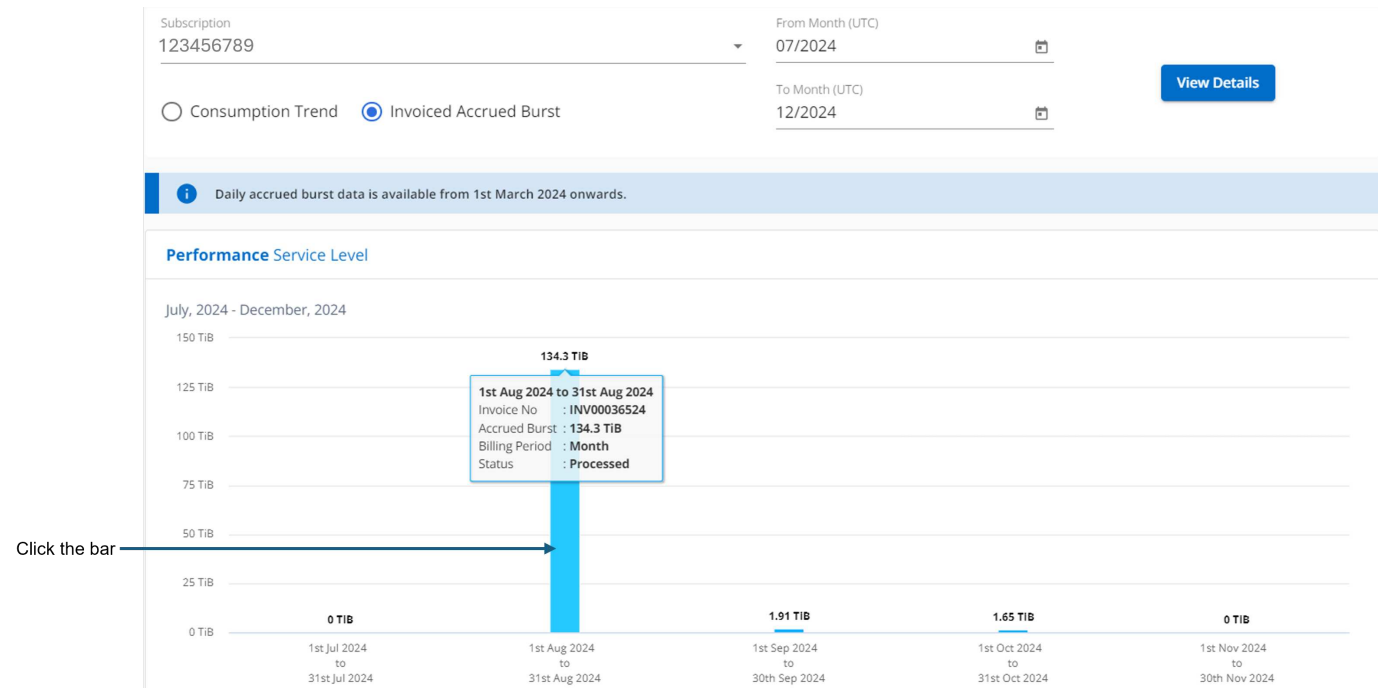 Subscription
123456789
From Month (UTC)
07/2024
View Details
Consumption Trend
Invoiced Accrued Burst
To Month (UTC)
12/2024
Daily accrued burst data is available from 1st March 2024 onwards.
Performance Service Level
July, 2024 - December, 2024
150 TiB
134.3 TiB
125 TiB
1st Aug 2024 to 31st Aug 2024
Invoice No : INV00036524
Accrued Burst : 134.3 TiB
Billing Period : Month
Status : Processed
100 TiB
75 TiB
50 TiB
Click the bar
25 TiB
0 TiB
0 TiB
1.91 TiB
1.65 TiB
0 TiB
1st Jul 2024
to
31st Jul 2024
1st Aug 2024
to
31st Aug 2024
1st Sep 2024
to
30th Sep 2024
1st Oct 2024
to
31st Oct 2024
1st Nov 2024
to
30th Nov 2024